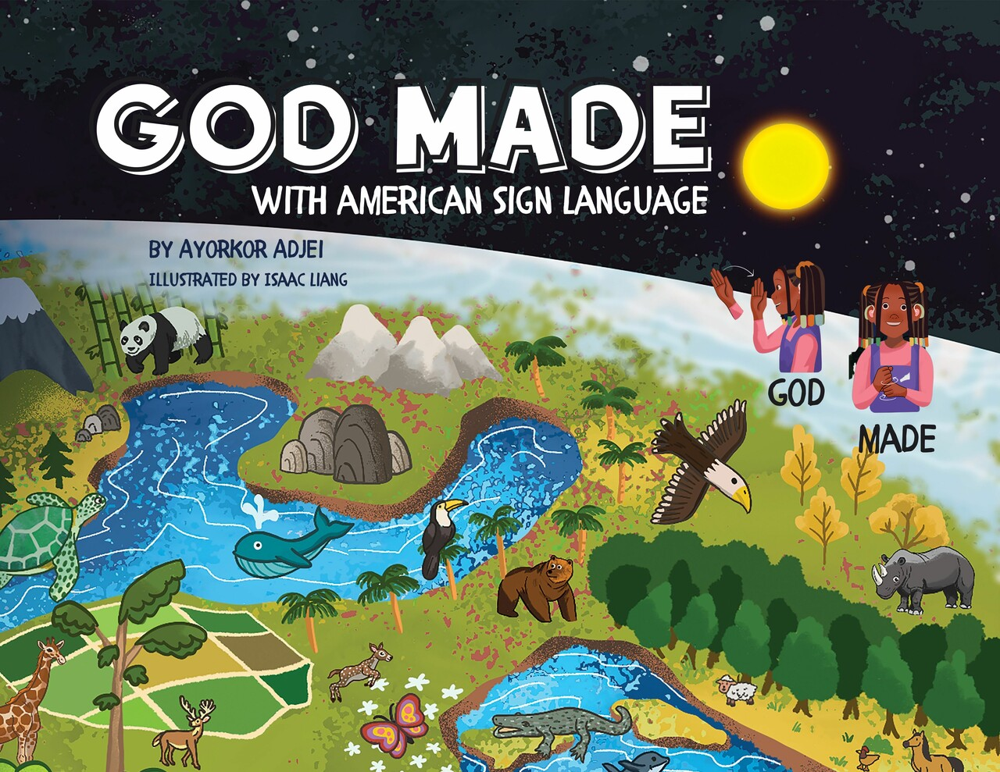 GOD MADE
WITH AMERICAN SIGN LANGUAGE
BY AYORKOR ADJEI
ILLUSTRATED BY ISAAC LIANG
GOD
MADE